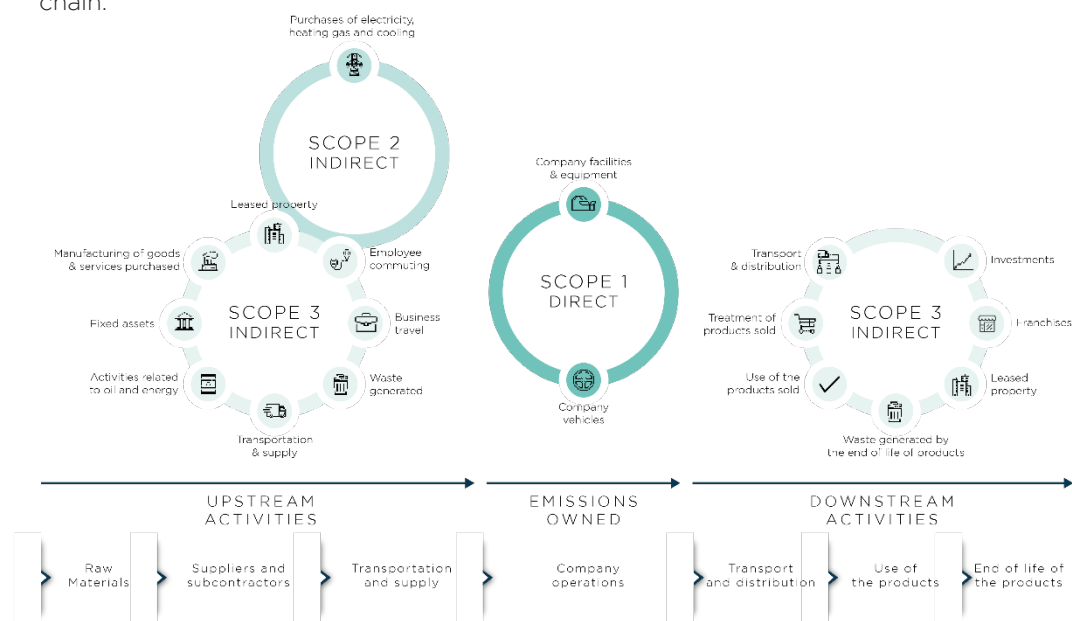 chain.
Purchases of electricity,
heating gas and cooling
SCOPE 2
INDIRECT
Leased property
Manufacturing of goods
& services purchased
Employee
commuting
Fixed assets
SCOPE 3
INDIRECT
Business
travel
Activities related
to oil and energy
Waste
generated
Transportation
& supply
Company facilities
& equipment
SCOPE 1
DIRECT
Company
vehicles
Transport
& distribution
Investments
Treatment of
products sold
SCOPE 3
INDIRECT
Franchises
Use of the
products sold
Leased
property
Waste generated by
the end of life of products
UPSTREAM
ACTIVITIES
EMISSIONS
OWNED
DOWNSTREAM
ACTIVITIES
Raw
Materials
Suppliers and
subcontractors
Transportation
and supply
Company
operations
Transport
and distribution
Use of
the products
End of life of
the products